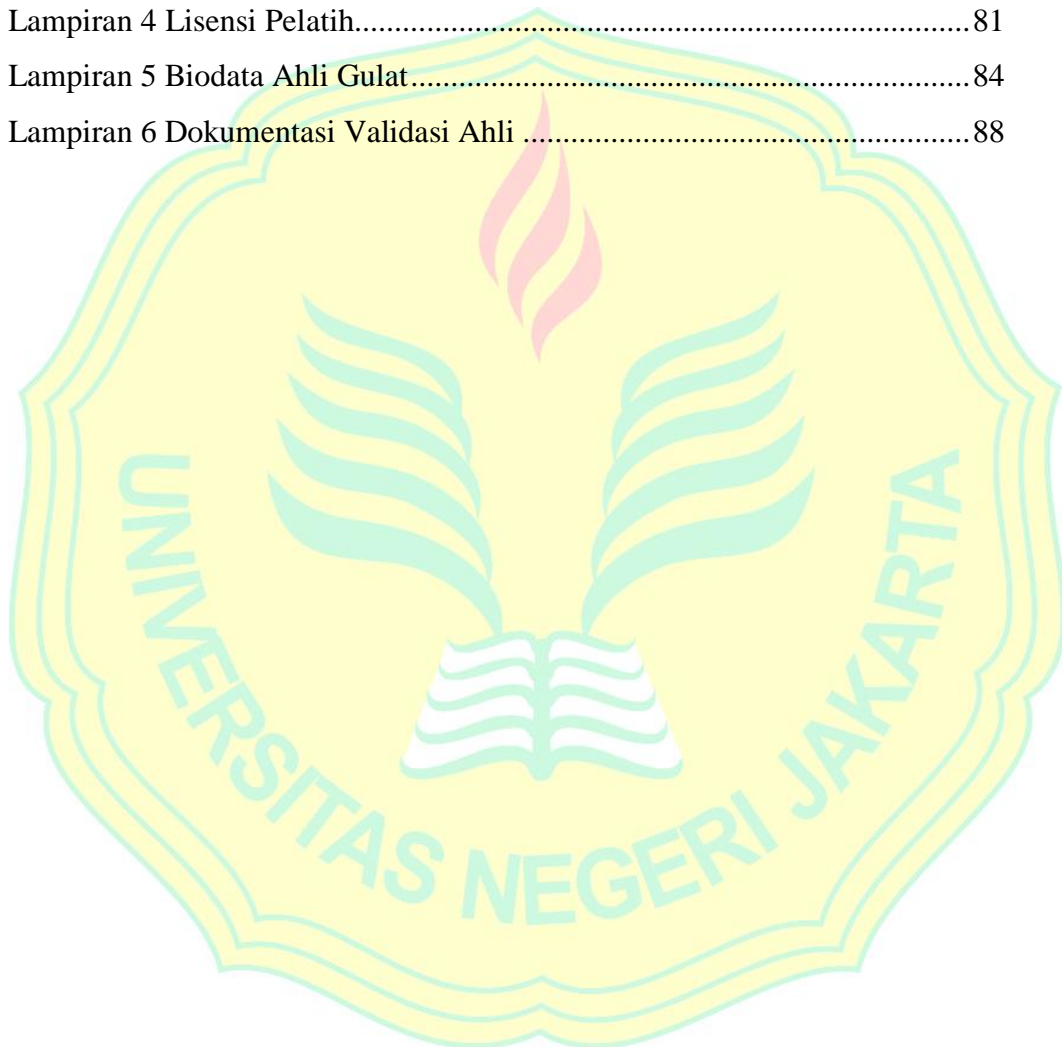 Lampiran 4 Lisensi Pelatih.............................................................................81
Lampiran 5 Biodata Ahli Gulat......................................................................84
Lampiran 6 Dokumentasi Validasi Ahli ........................................................88
UNIVERSITAS NEGERI JAKARTA